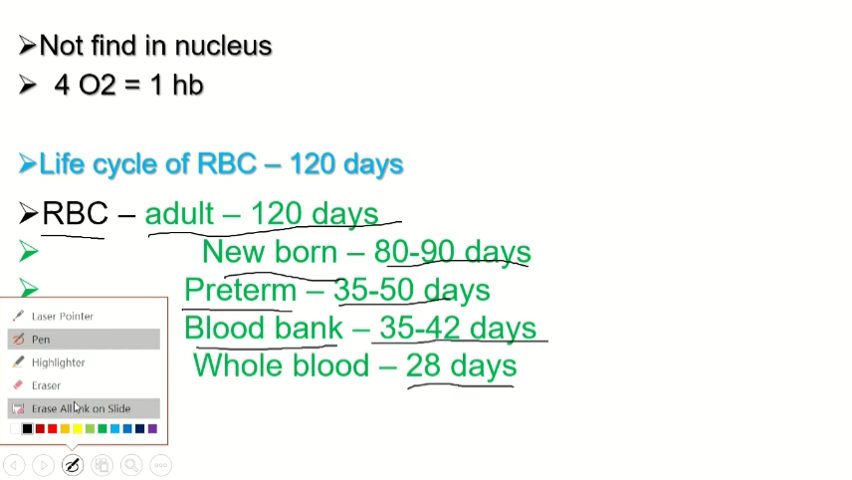 ➢Not find in nucleus
➢ 4 O2 = 1 hb
➢Life cycle of RBC – 120 days
➢RBC – adult – 120 days
➢ New born – 80-90 days
➢ Preterm – 35-50 days
Blood bank – 35-42 days
Whole blood – 28 days
Laser Pointer
Pen
Highlighter
Eraser
Erase All Ink on Slide